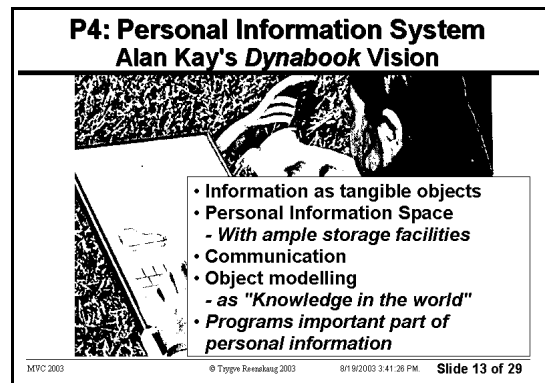 P4: Personal Information System
Alan Kay's Dynabook Vision
• Information as tangible objects
• Personal Information Space
- With ample storage facilities
• Communication
• Object modelling
- as "Knowledge in the world"
• Programs important part of
personal information
MVC 2003
© Trygve Reenskaug 2003
8/19/2003 3:41:26 PM.
Slide 13 of 29